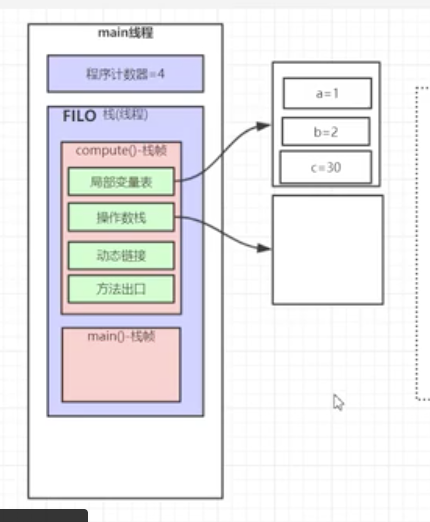 main线程
程序计数器=4
FILO 栈(线程)
compute()-栈帧
局部变量表
操作数栈
动态链接
方法出口
main()-栈帧
a=1
b=2
c=30